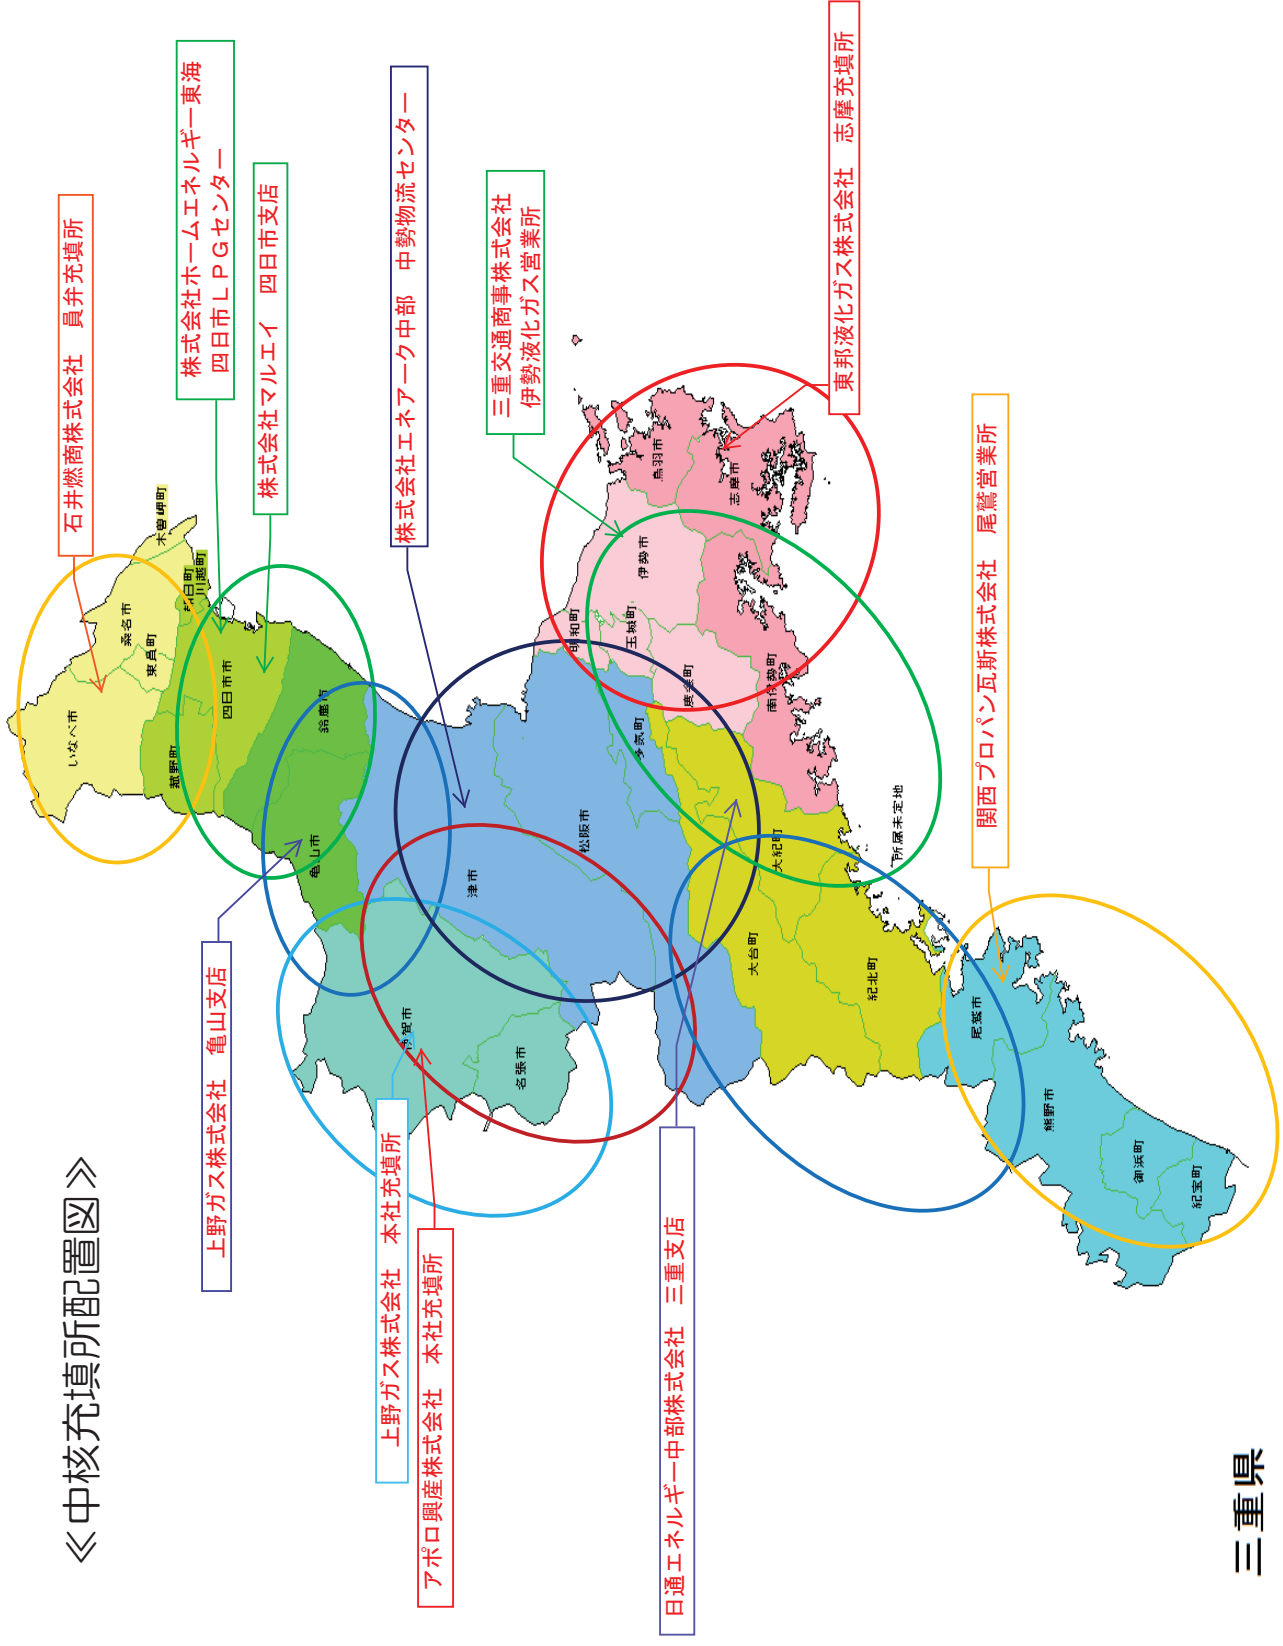 ≪中核充填所配置図≫
石井燃商株式会社　員弁充填所
株式会社ホームエネルギー東海
四日市ＬＰＧセンター
株式会社マルエイ　四日市支店
株式会社エネアーク中部　中勢物流センター
三重交通商事株式会社
伊勢液化ガス営業所
東邦液化ガス株式会社　志摩充填所
関西プロパン瓦斯株式会社　尾鷲営業所
上野ガス株式会社　亀山支店
上野ガス株式会社　本社充填所
アポロ興産株式会社　本社充填所
日通エネルギー中部株式会社　三重支店
いなべ市
桑名市
東員町
木曽岬町
朝日町
川越町
菰野町
四日市市
鈴鹿市
亀山市
津市
伊賀市
名張市
松阪市
多気町
明和町
玉城町
伊勢市
鳥羽市
志摩市
度会町
南伊勢町
大紀町
大台町
紀北町
所属未定地
尾鷲市
熊野市
御浜町
紀宝町
三重県